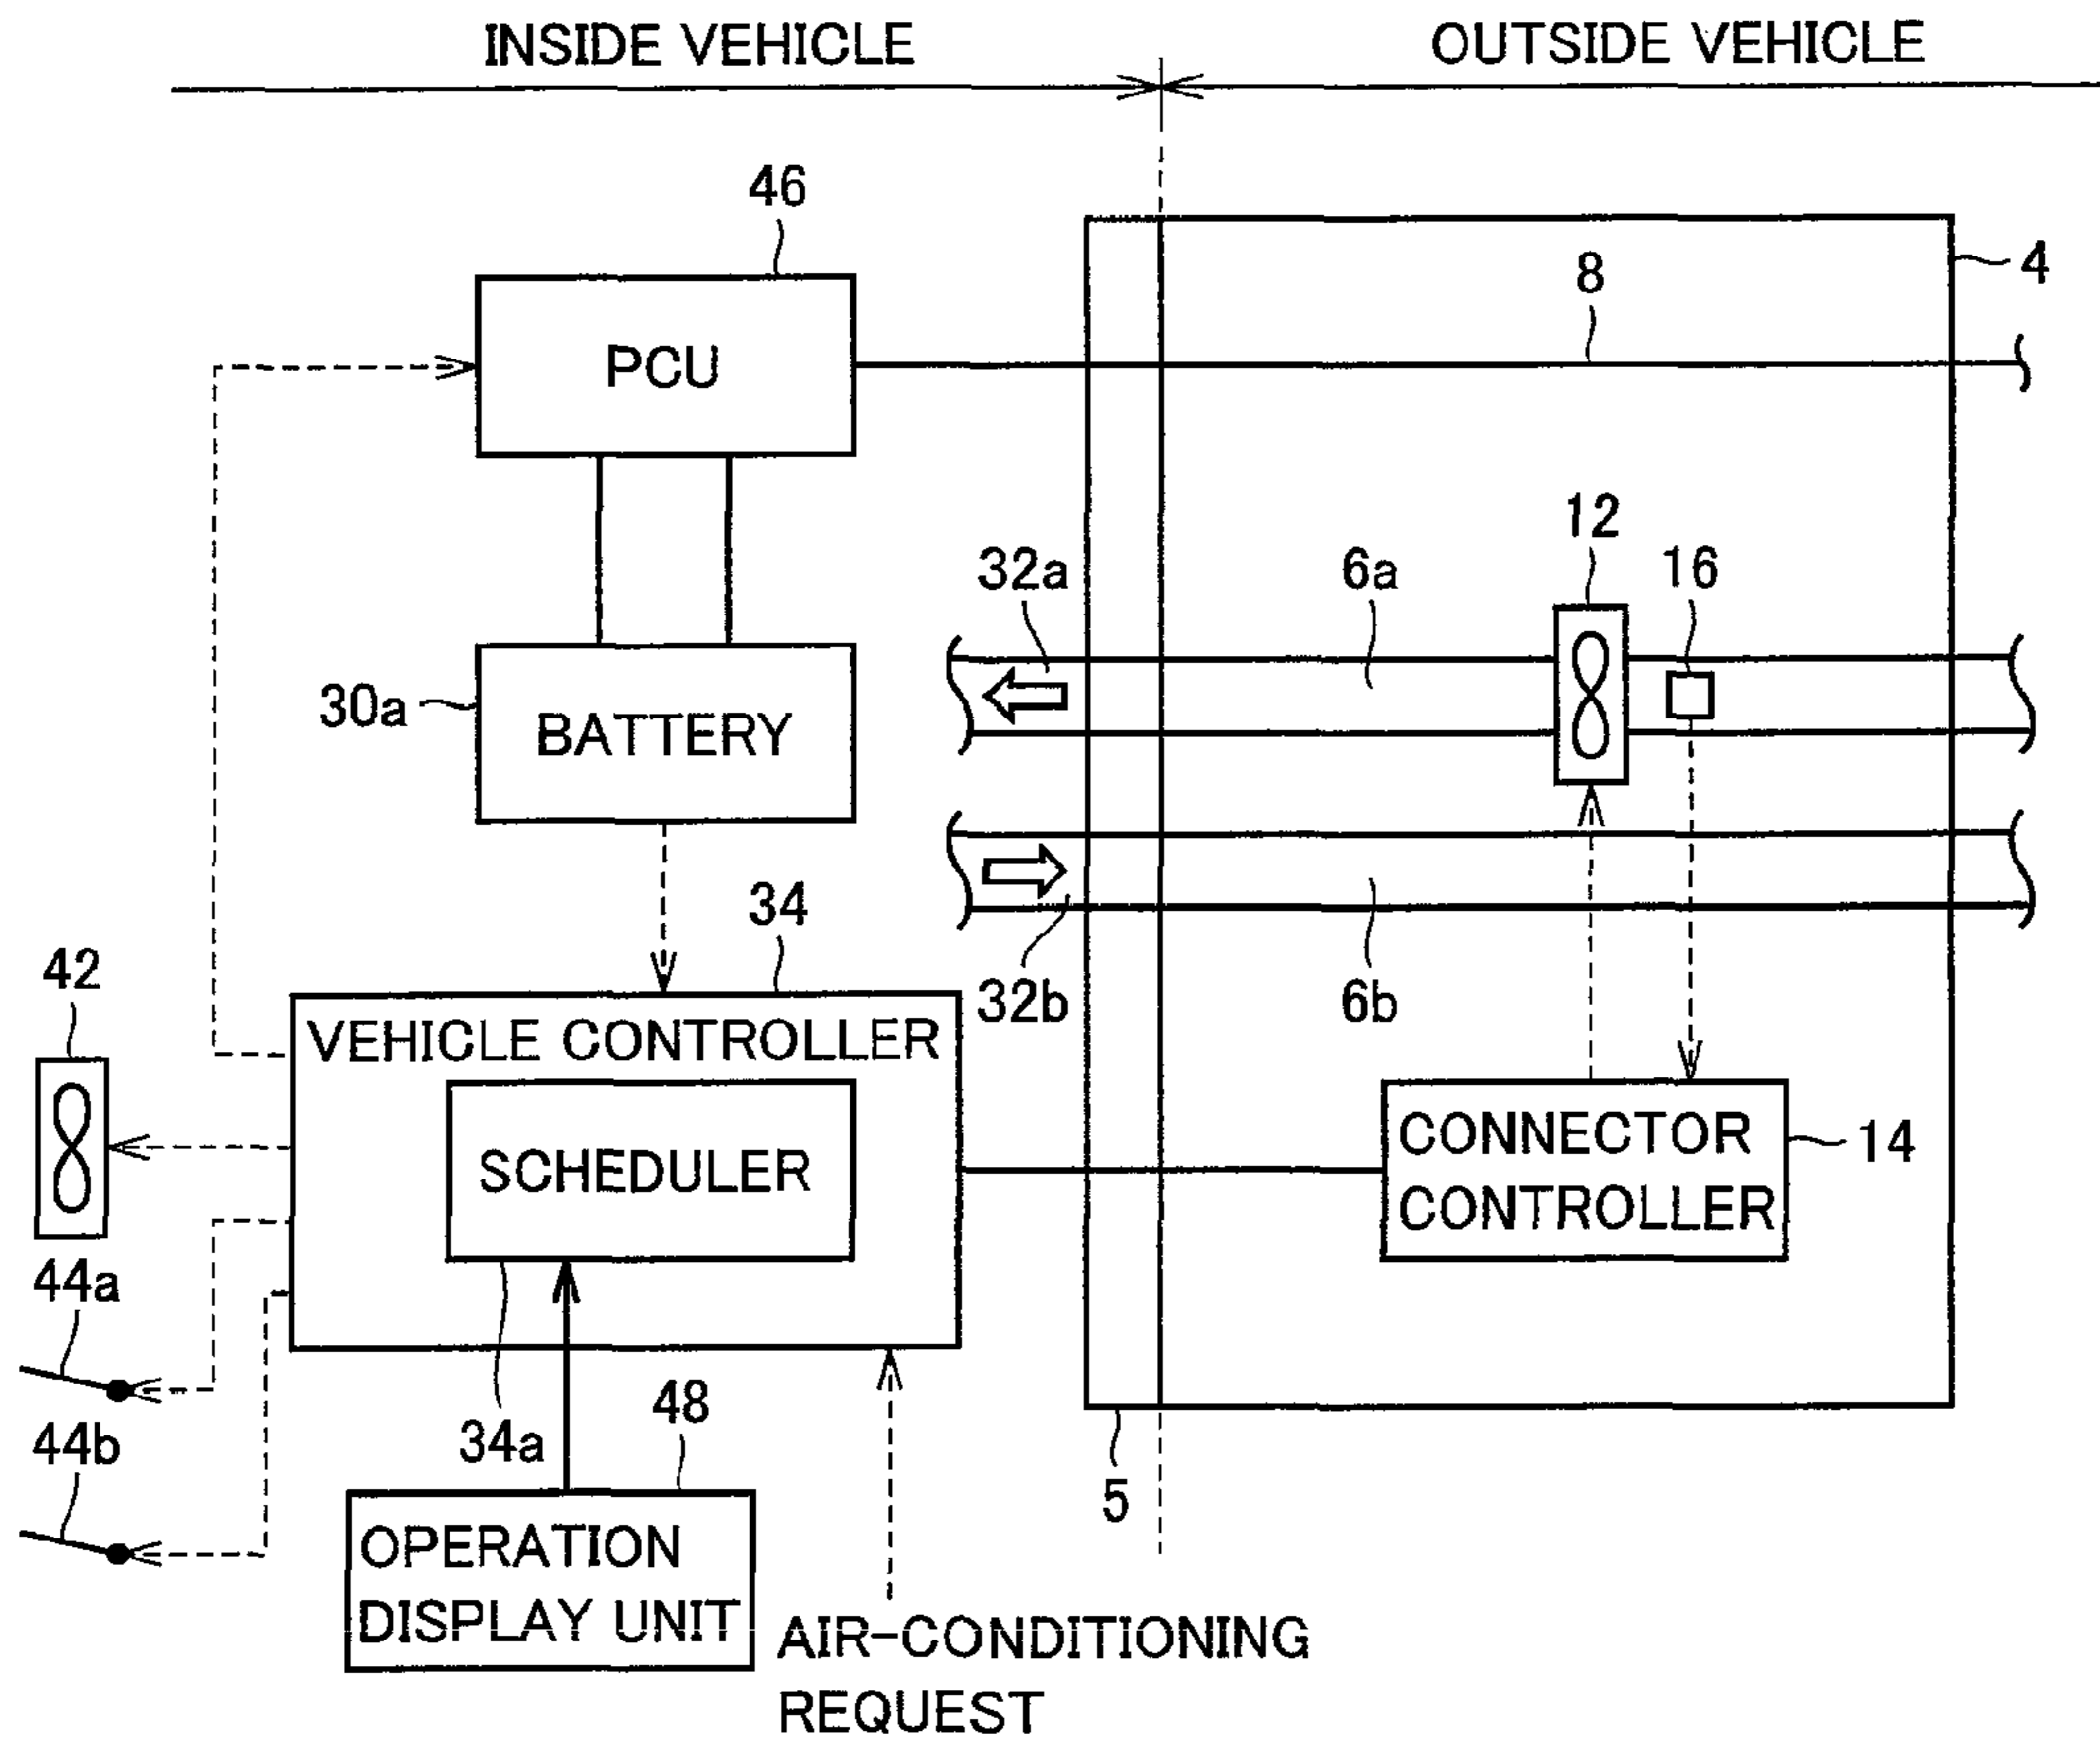 INSIDE VEHICLE
OUTSIDE VEHICLE
46
4
8
PCU
12
32a
6a
16
30a
BATTERY
34
42
32b
6b
VEHICLE CONTROLLER
SCHEDULER
CONNECTOR
CONTROLLER
14
44a
48
34a
44b
5
OPERATION
DISPLAY UNIT
AIR-CONDITIONING
REQUEST